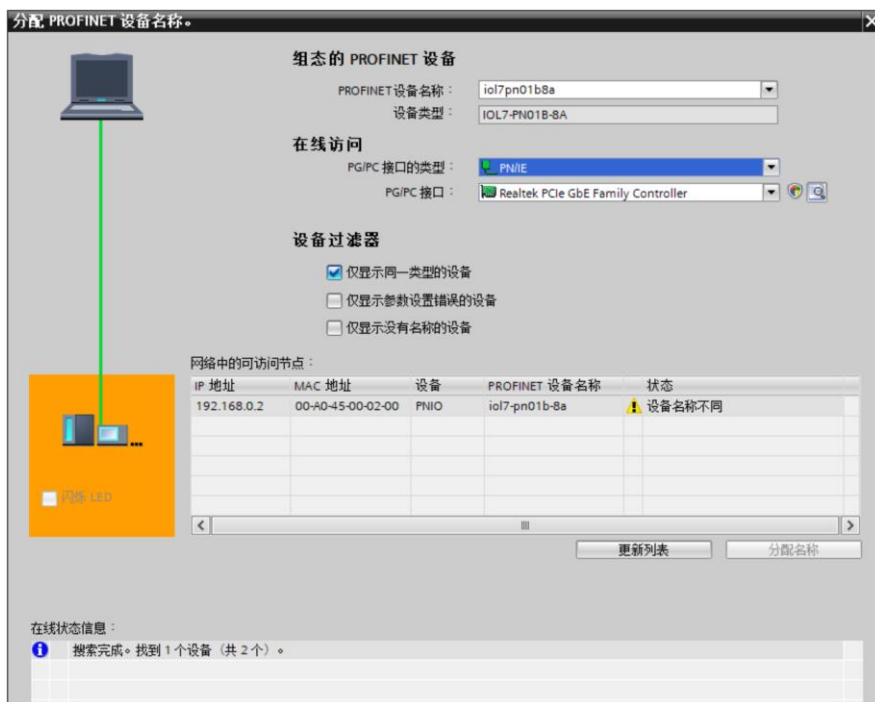 分配 PROFINET 设备名称。
组态的 PROFINET 设备
PROFINET设备名称： iol7pn01b8a
设备类型： IOL7-PN01B-8A
在线访问
PG/PC 接口的类型： PN/IE
PG/PC 接口： Realtek PCIe GbE Family Controller
设备过滤器
仅显示同一类型的设备
仅显示参数设置错误的设备
仅显示没有名称的设备
网络中的可访问节点：
IP 地址 MAC 地址 设备 PROFINET 设备名称 状态
192.168.0.2 00-A0-45-00-02-00 PNIO iol7-pn01b-8a 设备名称不同
闪烁 LED
更新列表 分配名称
在线状态信息：
搜索完成。找到 1 个设备（共 2 个）。